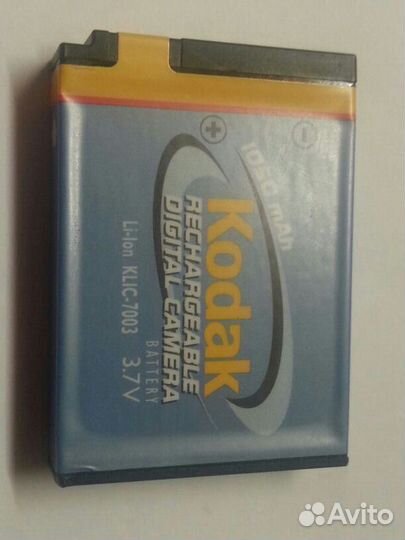 1050 mAh
Kodak
RECHARGEABLE
DIGITAL CAMERA
BATTERY
Li-Ion KLIC-7003 3.7V
+
-
Avito